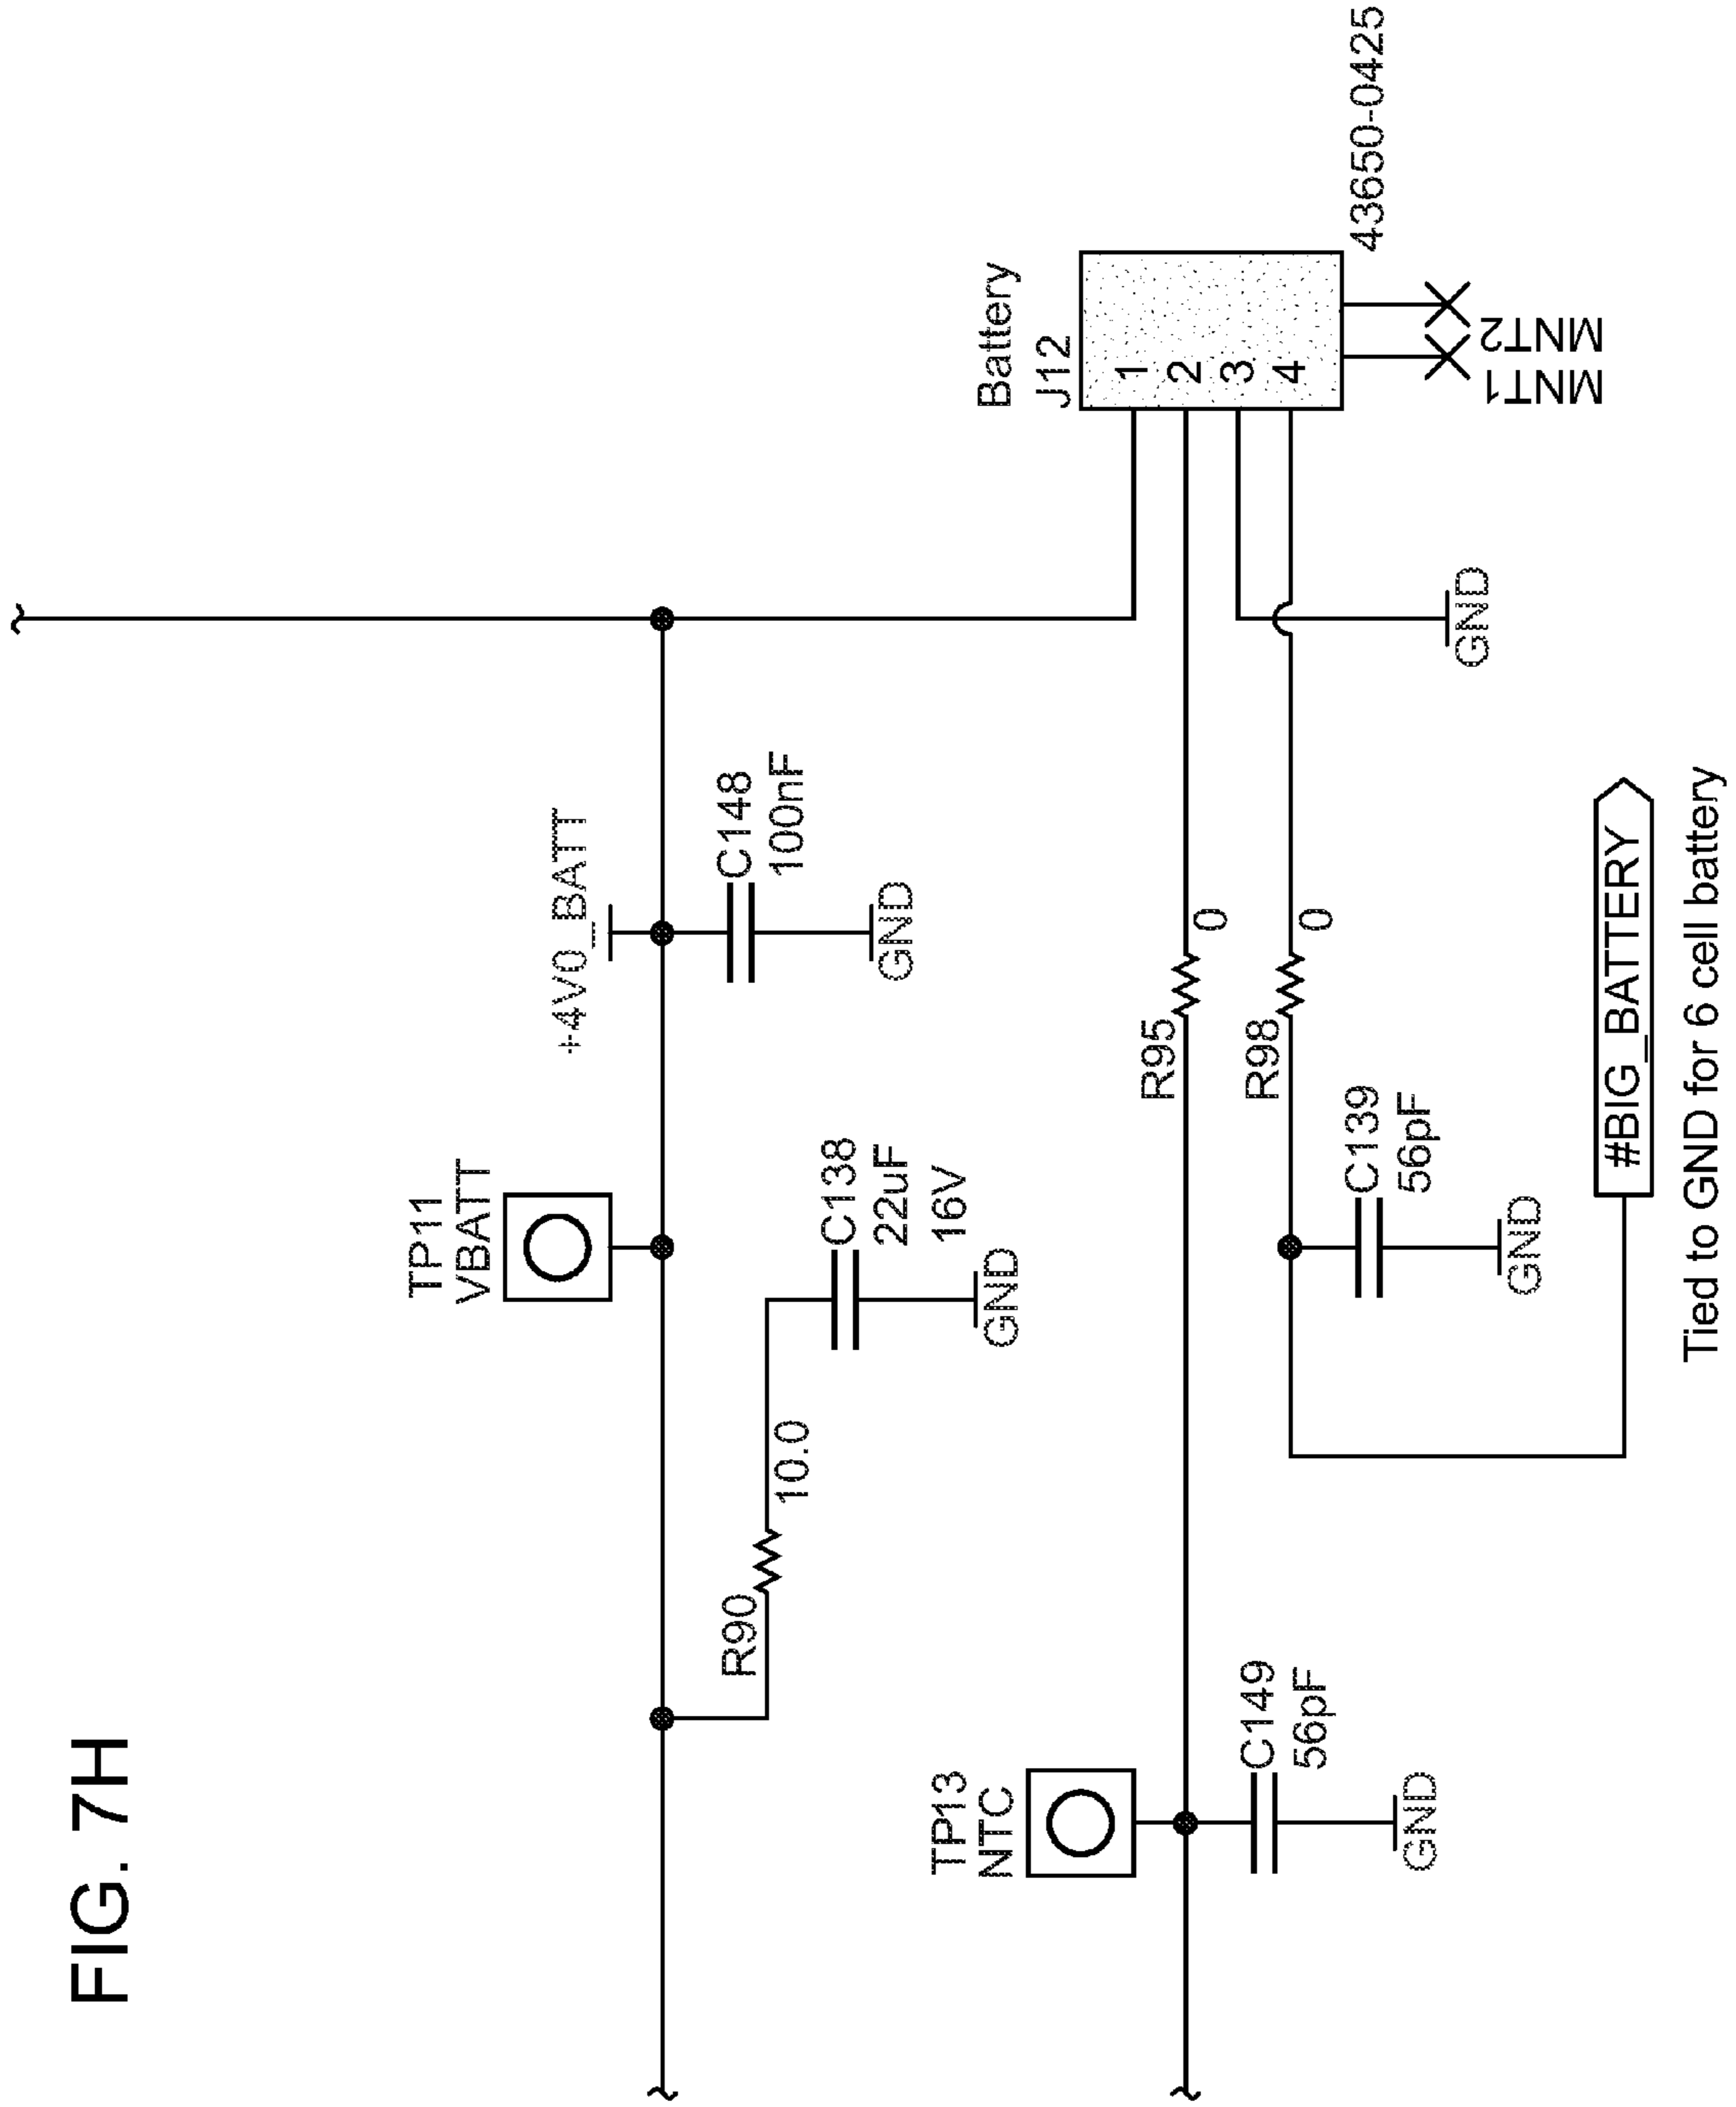 FIG. 7H
TP11
VBATT
+4V0_BATT
R90
10.0
C138
22uF
16V
GND
C148
100nF
GND
TP13
NTC
C149
56pF
GND
R95
0
R98
0
C139
56pF
GND
#BIG_BATTERY
Tied to GND for 6 cell battery
GND
Battery
J12
1
2
3
4
MNT1
MNT2
43650-0425